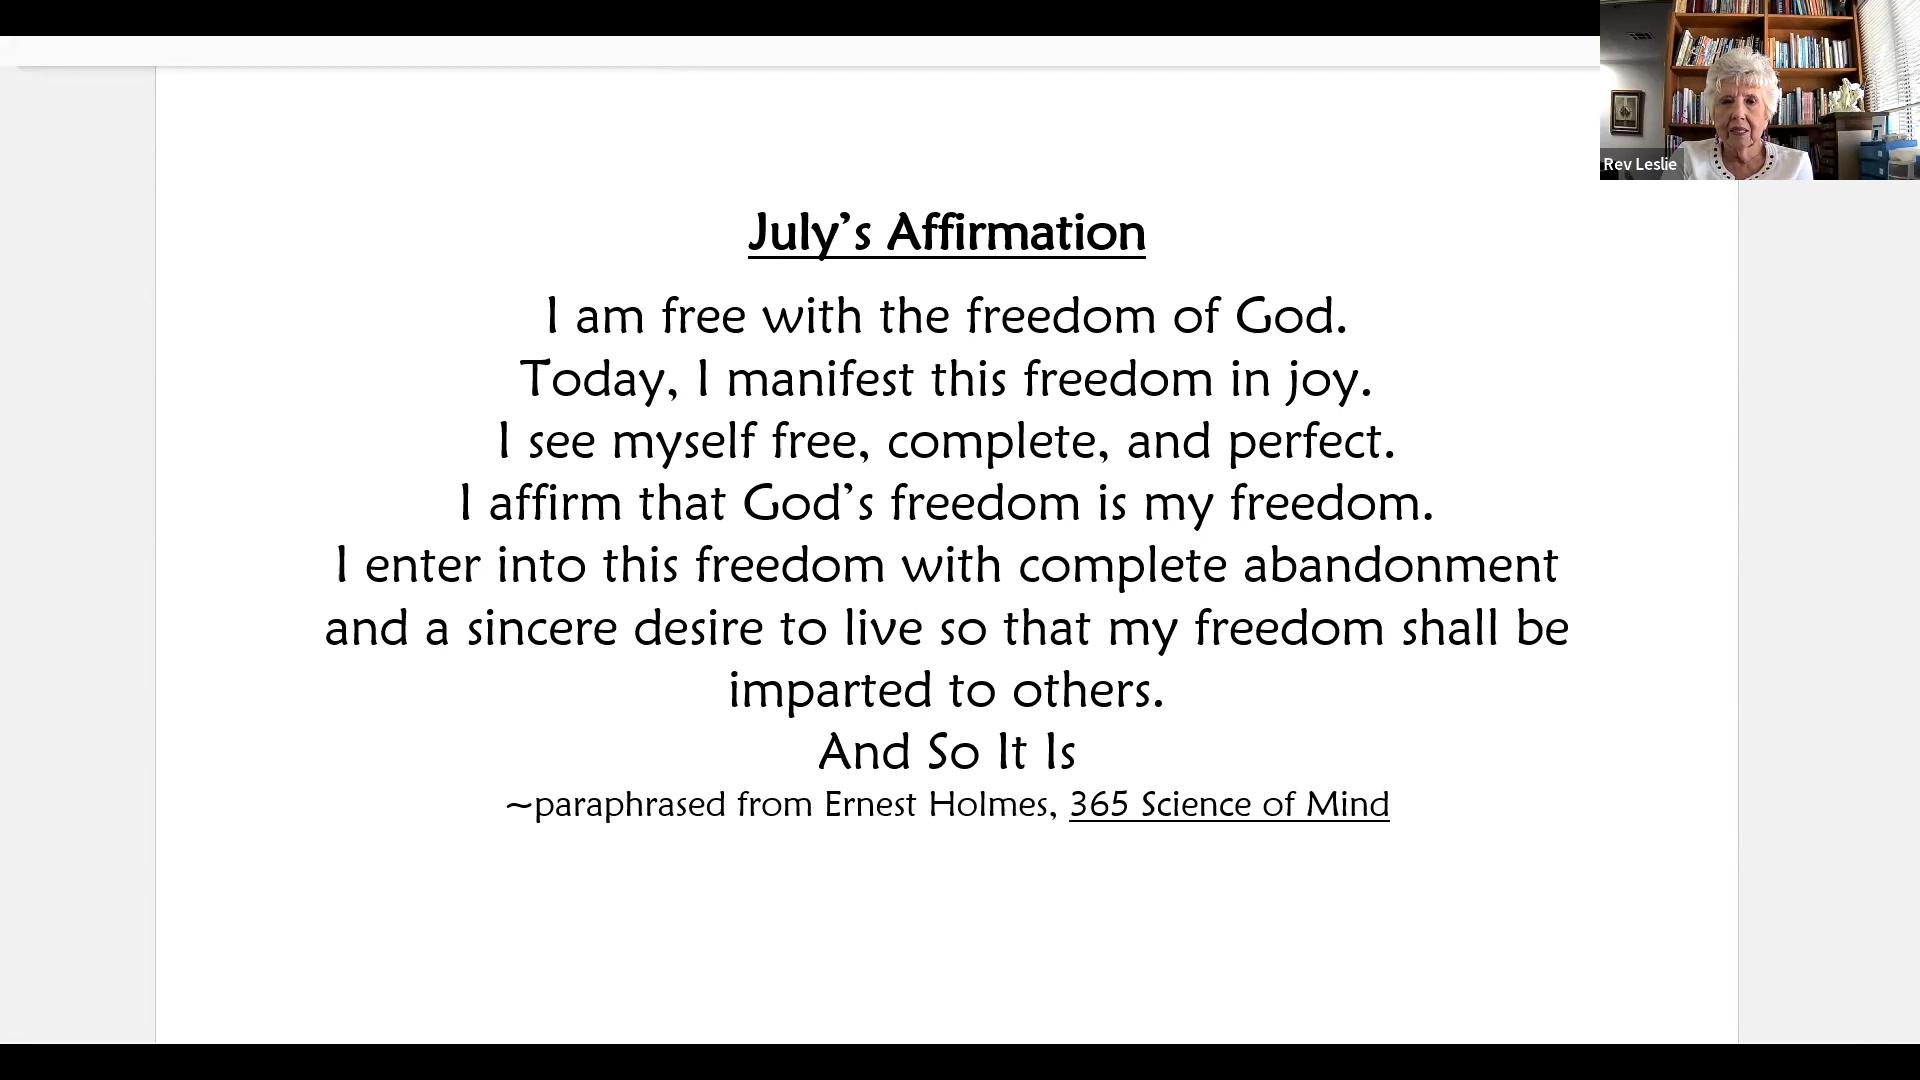 Rev Leslie
July’s Affirmation
I am free with the freedom of God.
Today, I manifest this freedom in joy.
I see myself free, complete, and perfect.
I affirm that God’s freedom is my freedom.
I enter into this freedom with complete abandonment
and a sincere desire to live so that my freedom shall be
imparted to others.
And So It Is
~paraphrased from Ernest Holmes, 365 Science of Mind